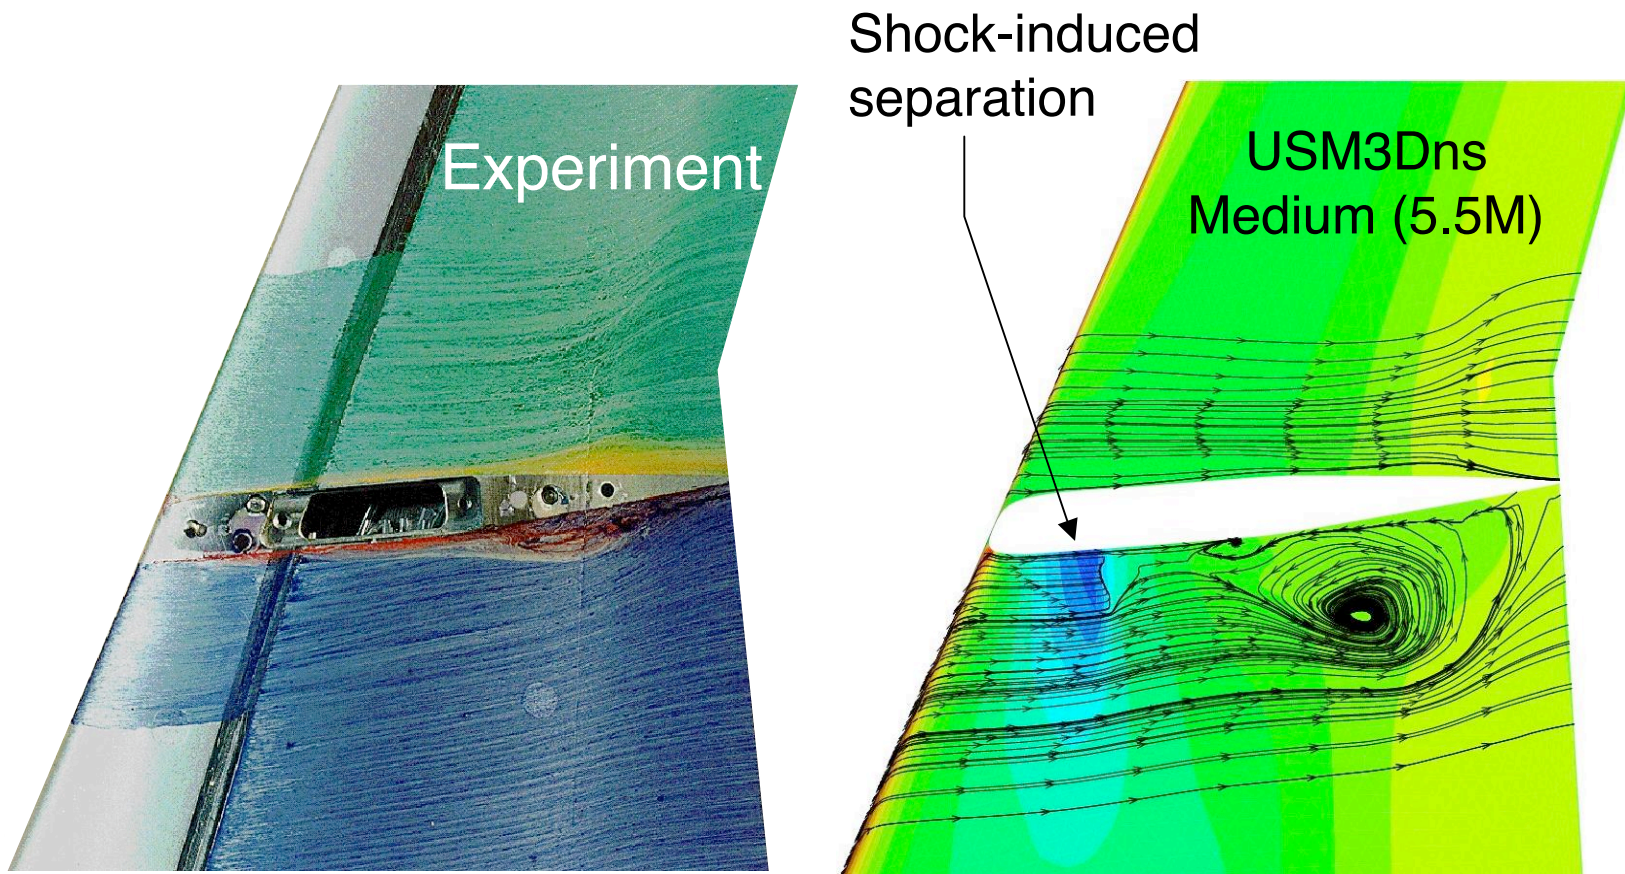 Shock-induced
separation
Experiment
USM3Dns
Medium (5.5M)